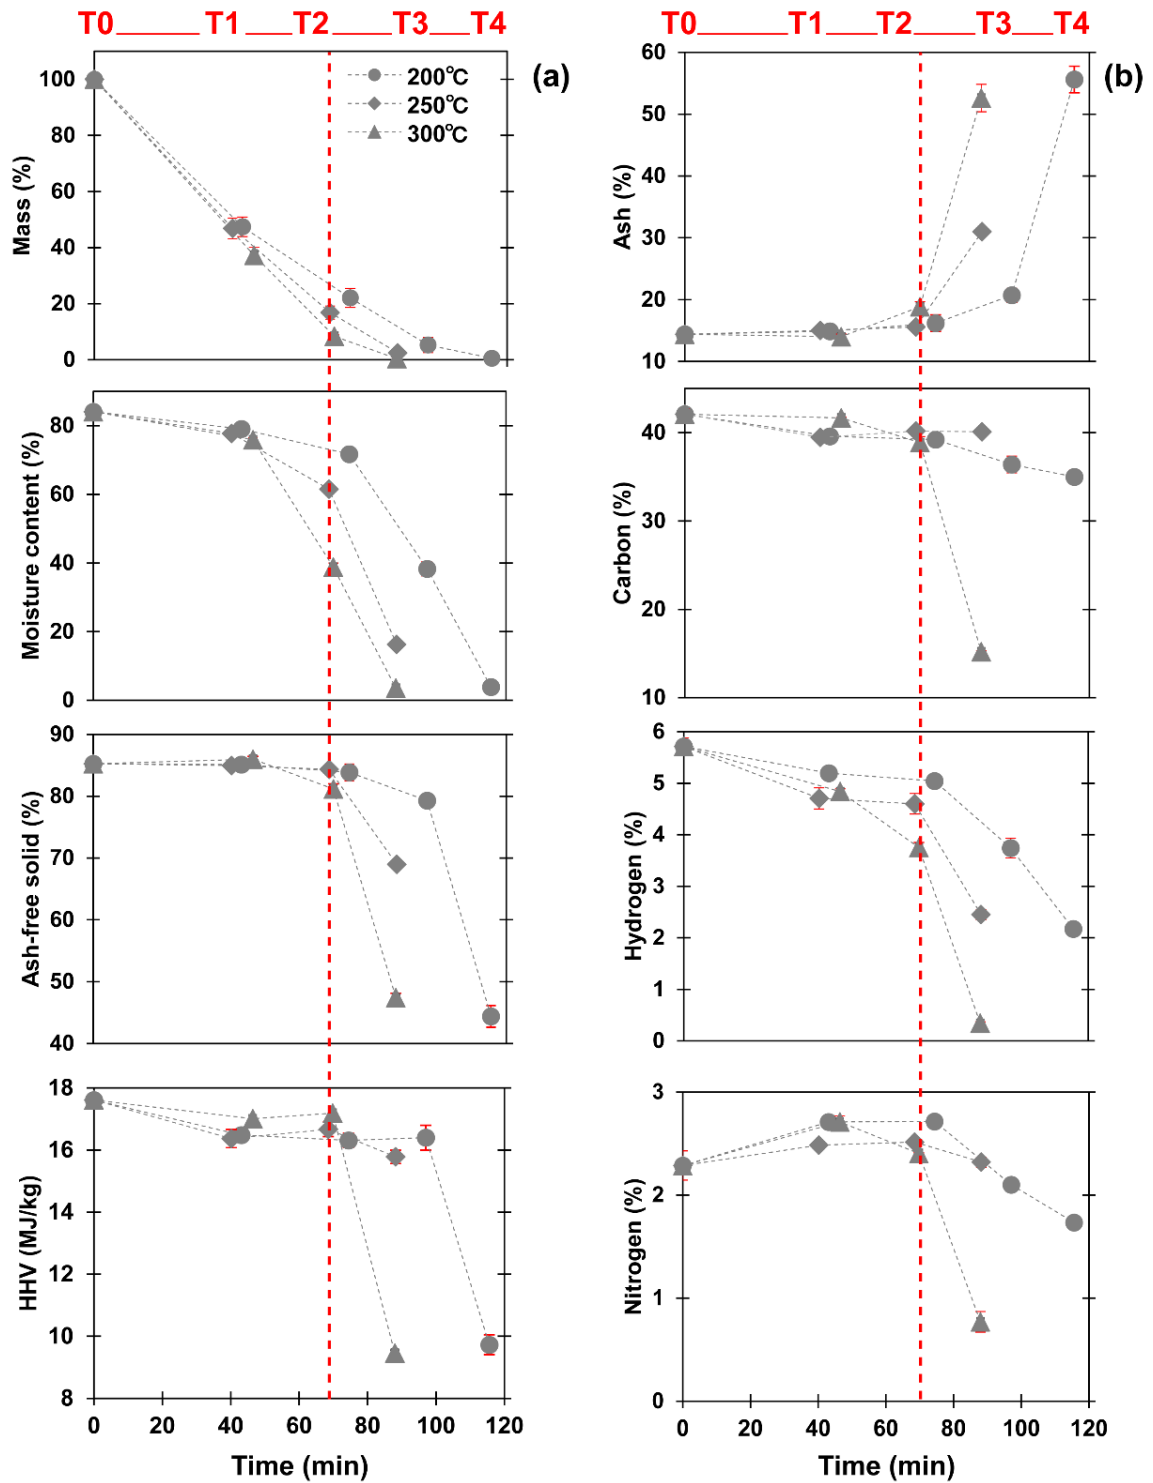 T0______T1___T2____T3__T4
T0______T1___T2____T3__T4
(a)
200℃
250℃
300℃
Mass (%)
100
80
60
40
20
0
(b)
Ash (%)
60
50
40
30
20
10
Moisture content (%)
80
60
40
20
0
Carbon (%)
40
30
20
10
Ash-free solid (%)
90
80
70
60
50
40
Hydrogen (%)
6
5
4
3
2
1
0
HHV (MJ/kg)
18
16
14
12
10
8
0 20 40 60 80 100 120
Time (min)
Nitrogen (%)
3
2
1
0
0 20 40 60 80 100 120
Time (min)